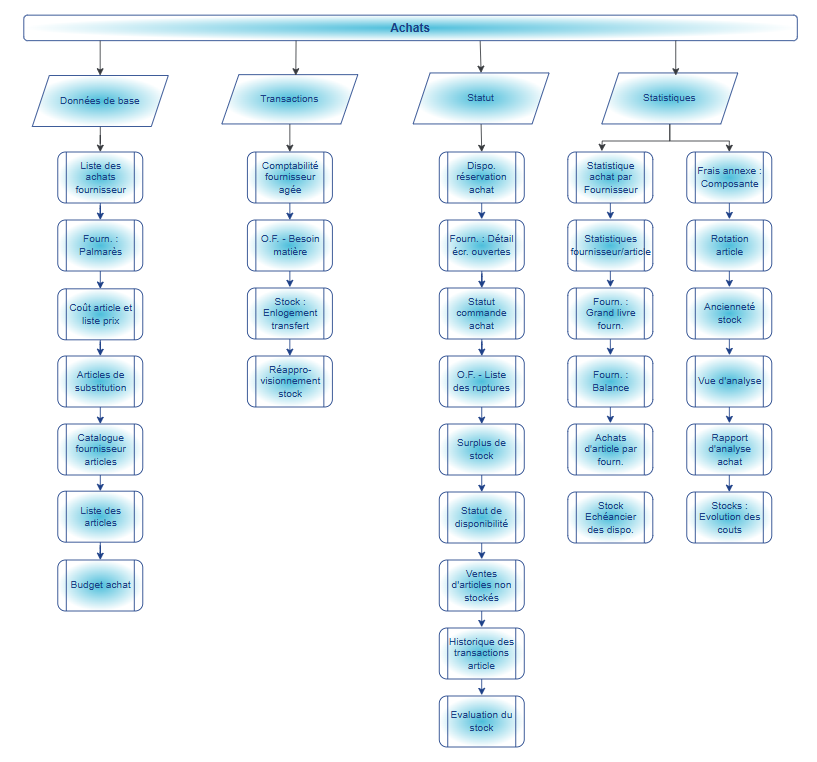 Achats
Données de base
Liste des
achats
fournisseur
Fourn. :
Palmarès
Coût article et
liste prix
Articles de
substitution
Catalogue
fournisseur
articles
Liste des
articles
Budget achat
Transactions
Comptabilité
fournisseur
agée
O.F. - Besoin
matière
Stock :
Enlogement
transfert
Réappro-
visionnement
stock
Statut
Dispo.
réservation
achat
Fourn. : Détail
écr. ouvertes
Statut
commande
achat
O.F. - Liste
des ruptures
Surplus de
stock
Statut de
disponibilité
Ventes
d'articles non
stockés
Historique des
transactions
article
Evaluation du
stock
Statistiques
Statistique
achat par
Fournisseur
Statistiques
fournisseur/article
Fourn. :
Grand livre
fourn.
Fourn. :
Balance
Achats
d'article par
fourn.
Stock
Echéancier
des dispo.
Frais annexe :
Composante
Rotation
article
Ancienneté
stock
Vue d'analyse
Rapport
d'analyse
achat
Stocks :
Evolution des
couts